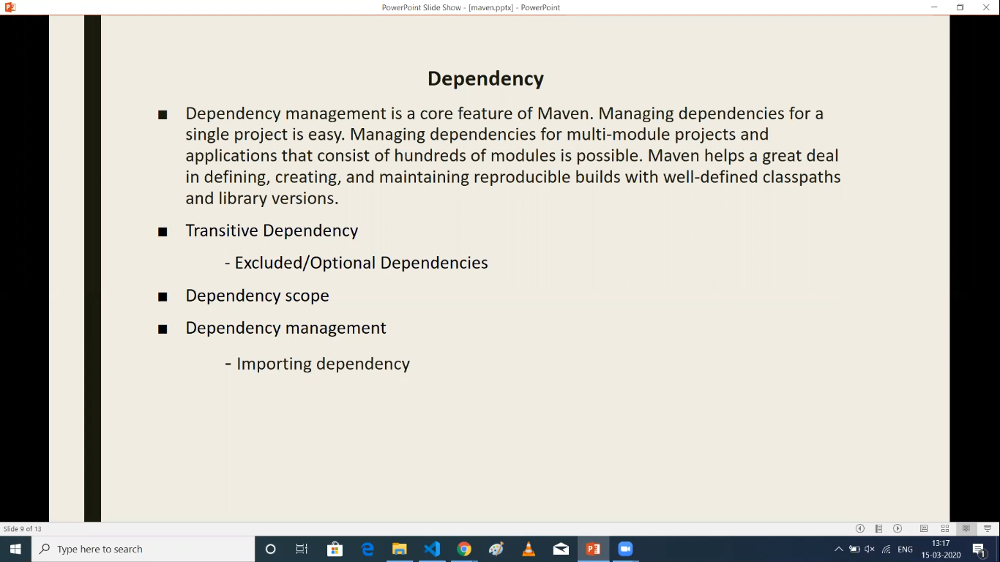 PowerPoint Slide Show - [maven.pptx] - PowerPoint
Dependency
■ Dependency management is a core feature of Maven. Managing dependencies for a
single project is easy. Managing dependencies for multi-module projects and
applications that consist of hundreds of modules is possible. Maven helps a great deal
in defining, creating, and maintaining reproducible builds with well-defined classpaths
and library versions.
■ Transitive Dependency
- Excluded/Optional Dependencies
■ Dependency scope
■ Dependency management
- Importing dependency
Slide 9 of 13
Type here to search
ENG
13:17
15-03-2020
1